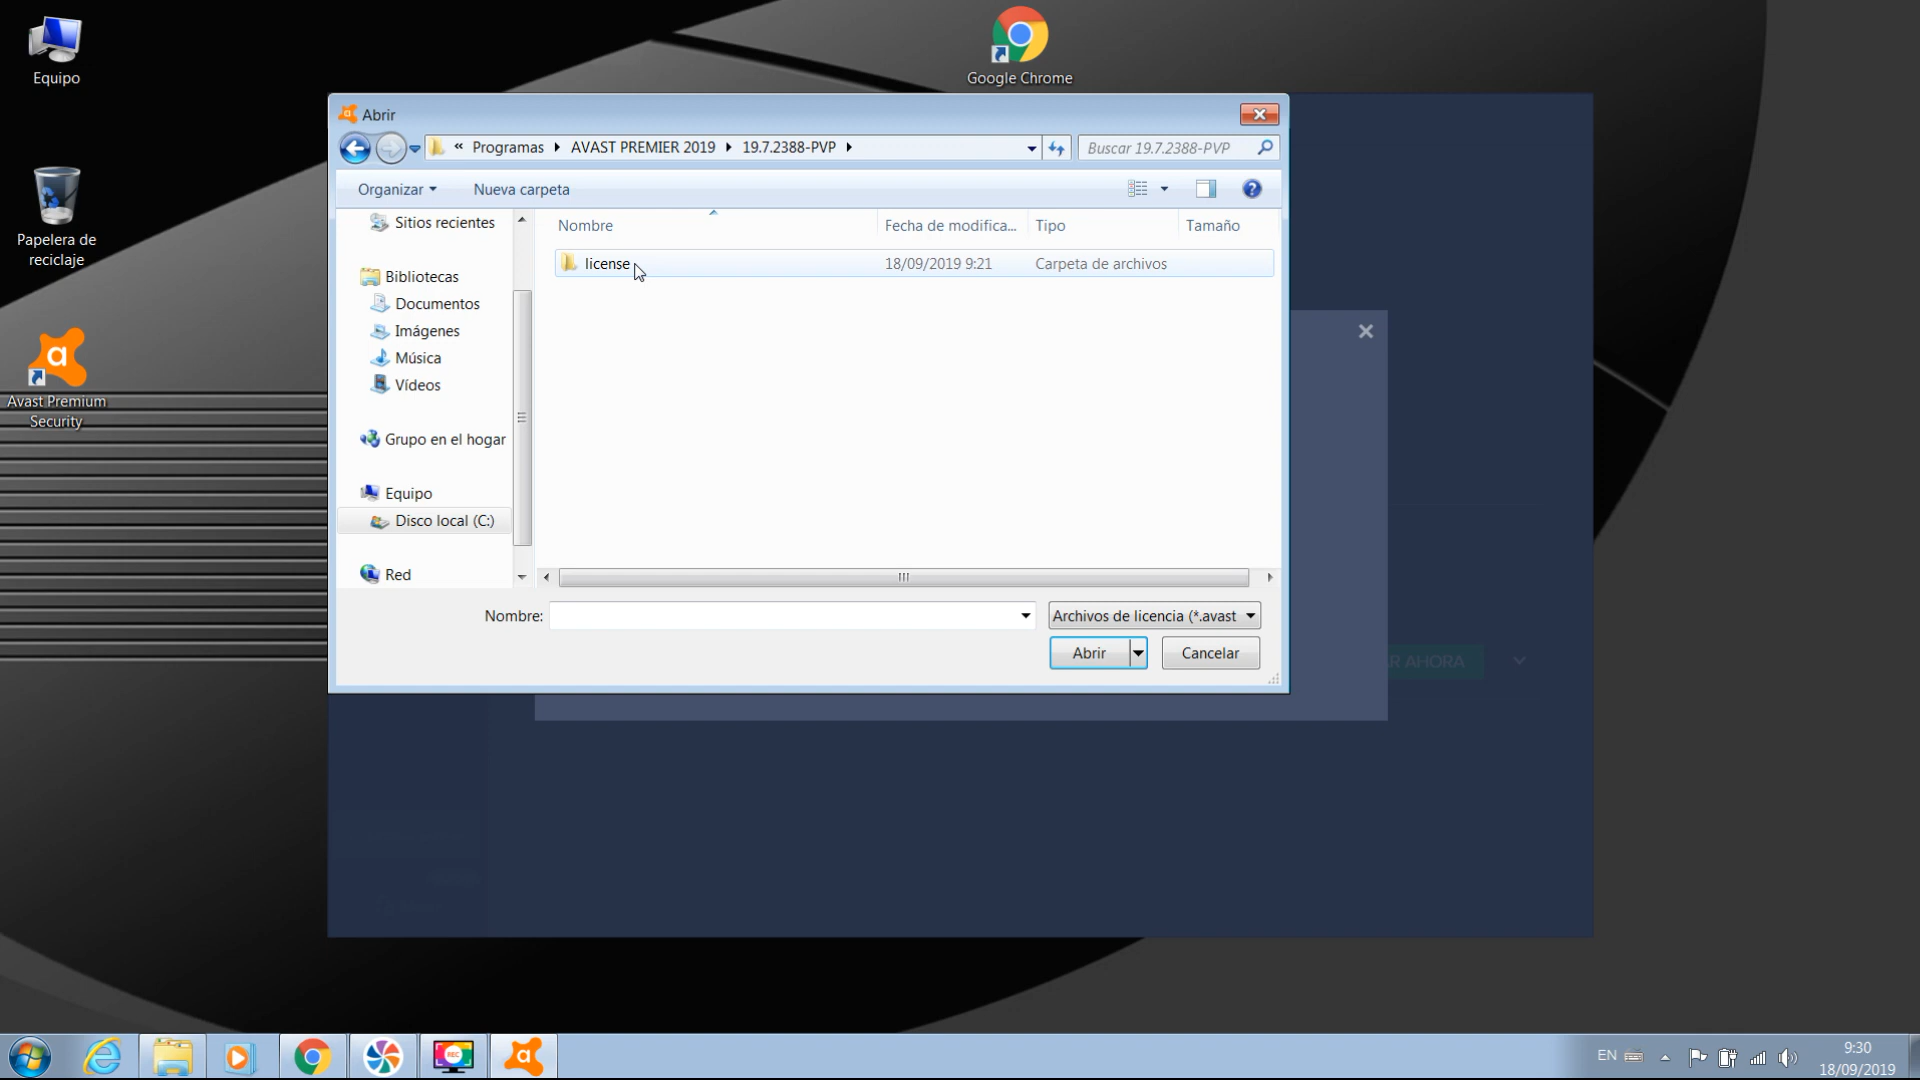 Equipo
Google Chrome
Abrir
« Programas AVAST PREMIER 2019 19.7.2388-PVP
Buscar 19.7.2388-PVP
Organizar
Nueva carpeta
Papelera de
reciclaje
Sitios recientes
Bibliotecas
Documentos
Imágenes
Música
Vídeos
Grupo en el hogar
Equipo
Disco local (C:)
Red
Nombre
Fecha de modifica...
Tipo
Tamaño
license
18/09/2019 9:21
Carpeta de archivos
Avast Premium
Security
Nombre:
Archivos de licencia (*.avast
Abrir
Cancelar
AHORA
REC
EN
9:30
18/09/2019